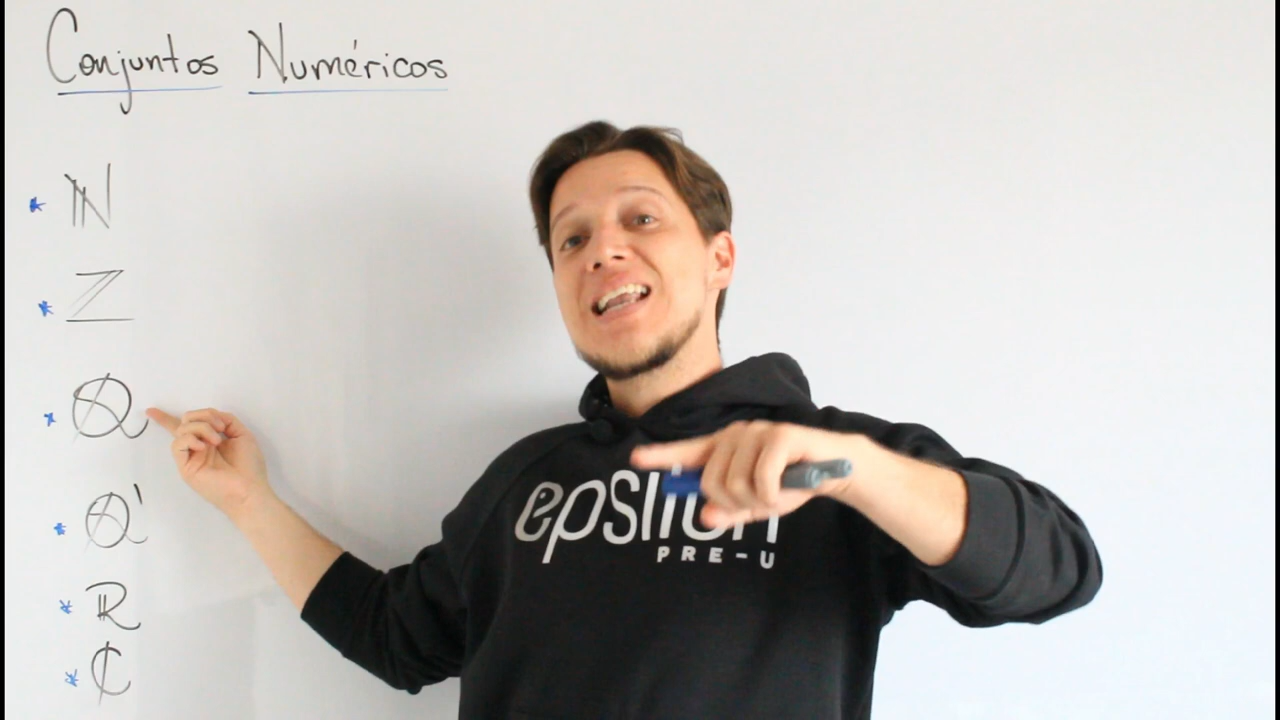 Conjuntos Numéricos
* ℕ
* ℤ
* ℚ
* ℚ'
* ℝ
* ℂ
epsilon
PRE-U